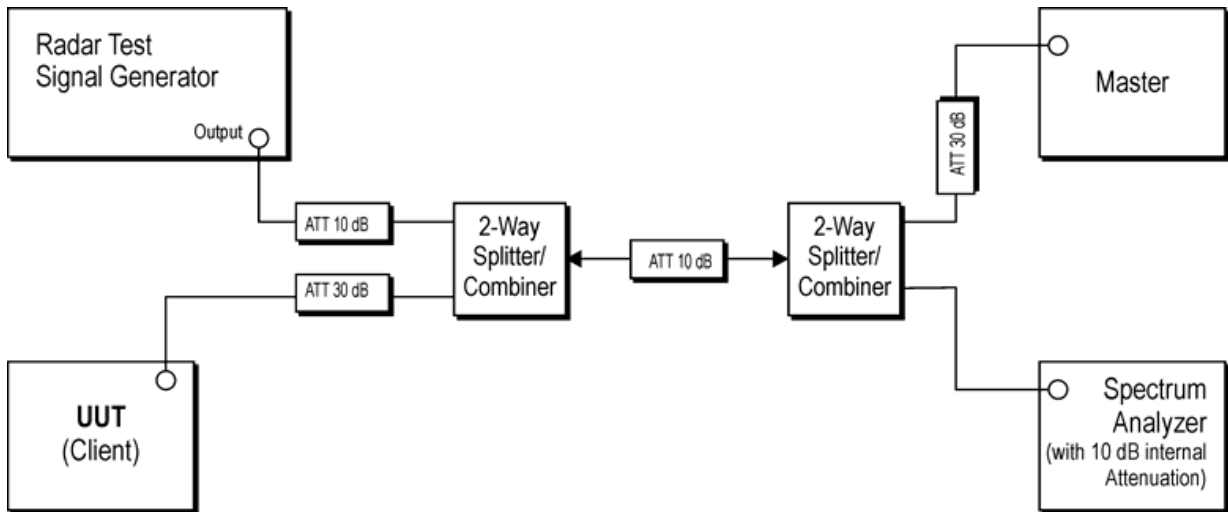 Radar Test
Signal Generator
Output
ATT 10 dB
ATT 30 dB
UUT
(Client)
2-Way
Splitter/
Combiner
ATT 10 dB
2-Way
Splitter/
Combiner
ATT 30 dB
Master
Spectrum
Analyzer
(with 10 dB internal
Attenuation)